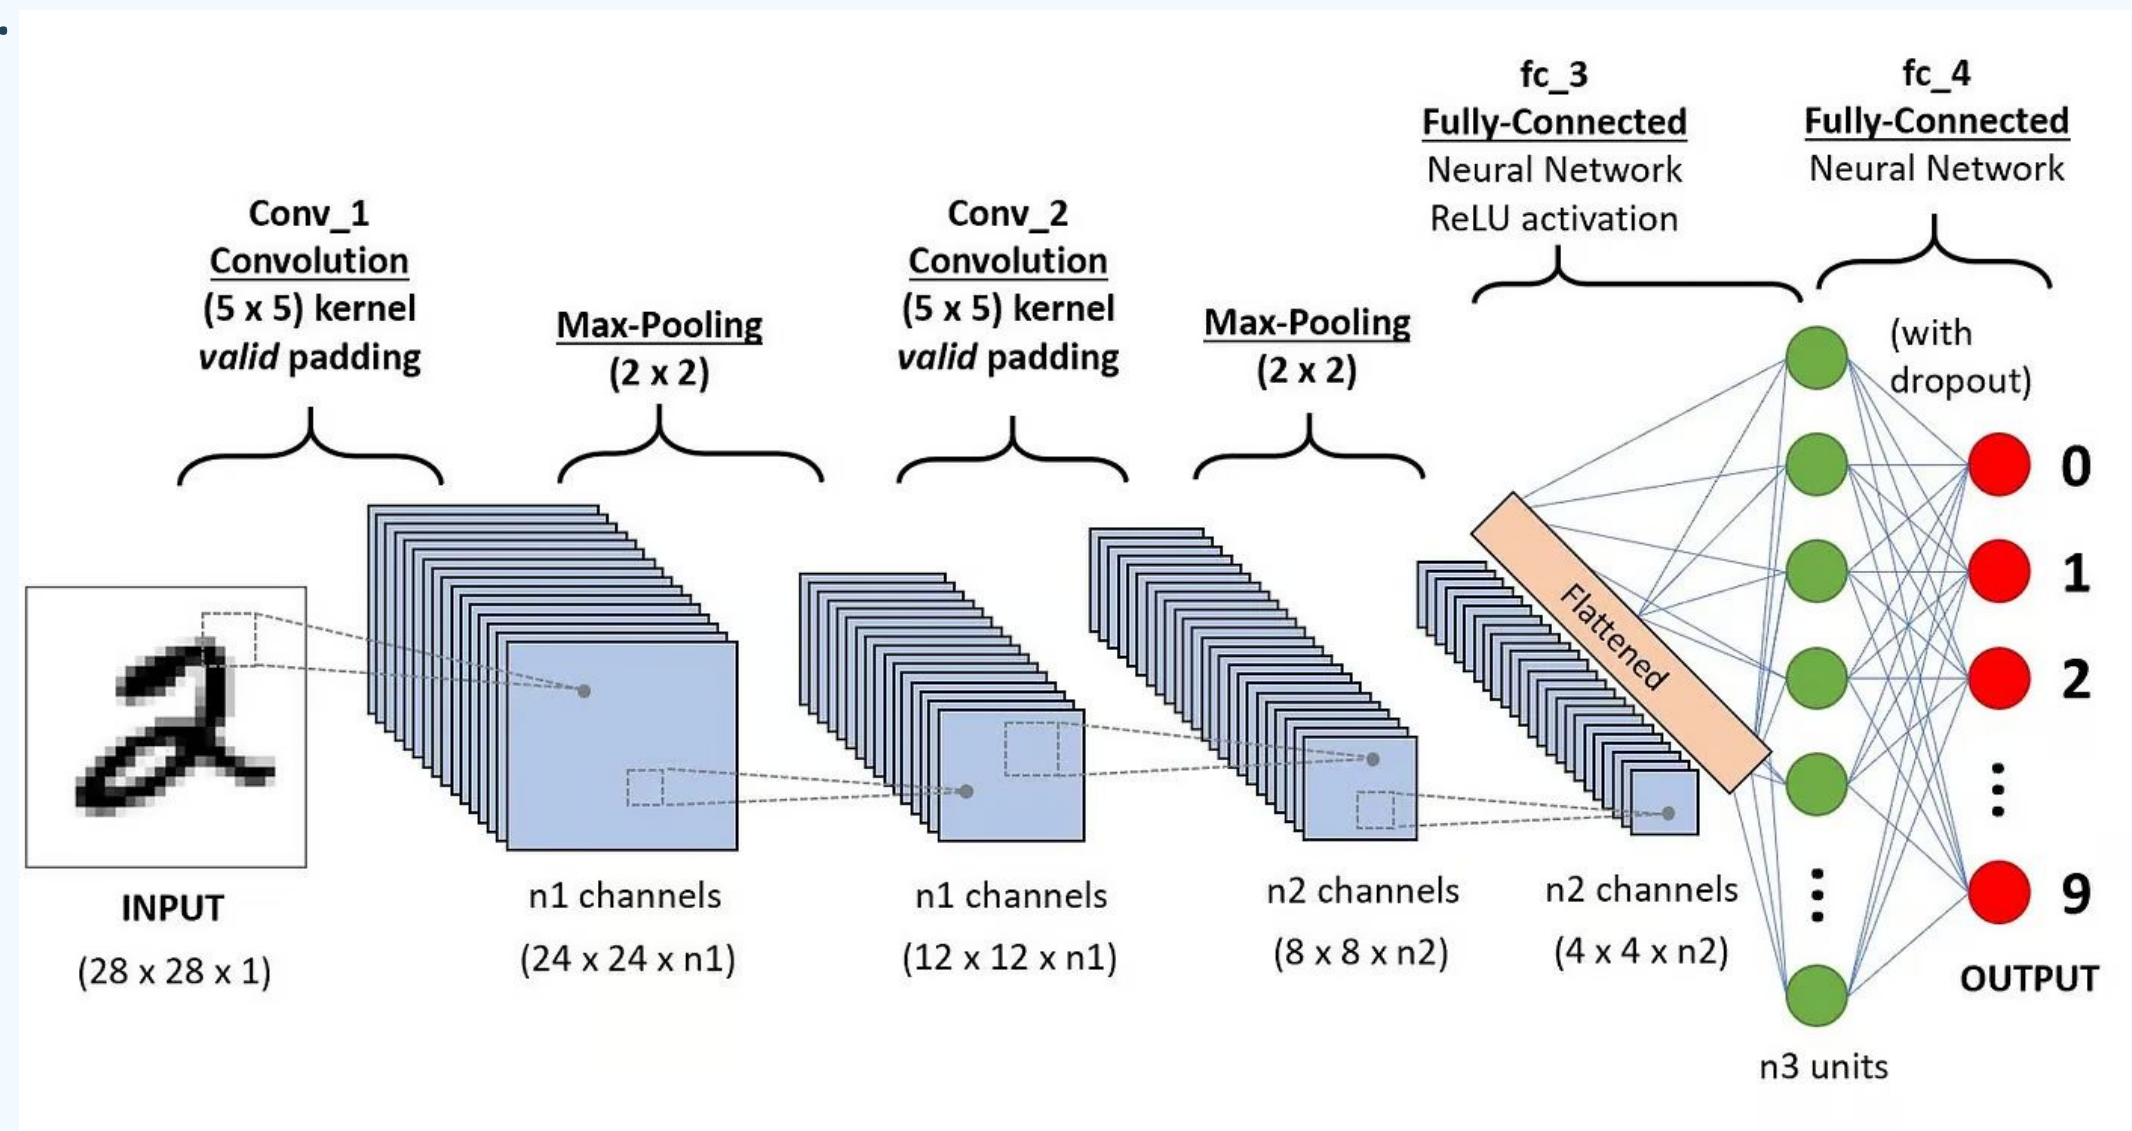 Conv_1
Convolution
(5 x 5) kernel
valid padding
Max-Pooling
(2 x 2)
Conv_2
Convolution
(5 x 5) kernel
valid padding
Max-Pooling
(2 x 2)
fc_3
Fully-Connected
Neural Network
ReLU activation
fc_4
Fully-Connected
Neural Network
(with
dropout)
Flattened
0
1
2
9
INPUT
(28 x 28 x 1)
n1 channels
(24 x 24 x n1)
n1 channels
(12 x 12 x n1)
n2 channels
(8 x 8 x n2)
n2 channels
(4 x 4 x n2)
OUTPUT
n3 units